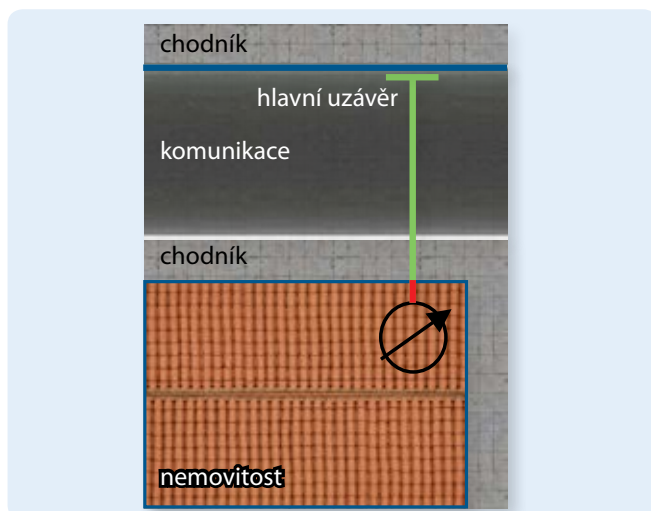 chodník
hlavní uzávěr
komunikace
chodník
nemovitost